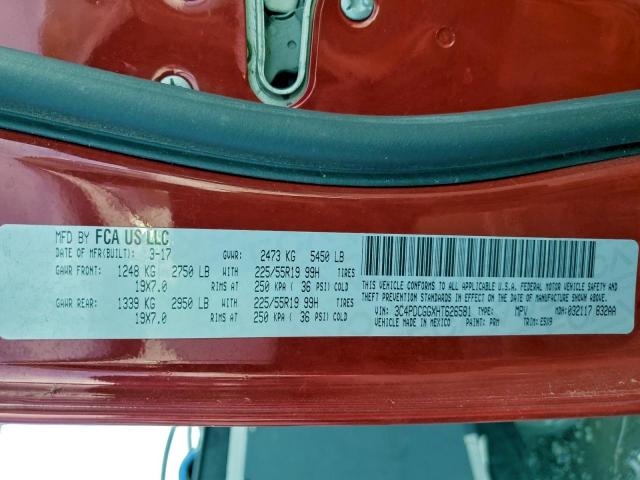 MFD BY FCA US LLC
DATE OF MFR(BUILT): 3-17 GVWR: 2473 KG 5450 LB
GAWR FRONT: 1248 KG 2750 LB WITH 225/55R19 99H TIRES
19X7.0 RIMS AT 250 KPA ( 36 PSI) COLD
GAWR REAR: 1339 KG 2950 LB WITH 225/55R19 99H TIRES
19X7.0 RIMS AT 250 KPA ( 36 PSI) COLD
THIS VEHICLE CONFORMS TO ALL APPLICABLE U.S.A. FEDERAL MOTOR VEHICLE SAFETY AND
THEFT PREVENTION STANDARDS IN EFFECT ON THE DATE OF MANUFACTURE SHOWN ABOVE.
VIN: 3C4PDCGGXHT626581 TYPE: MPV MDH: 032117 832AA
VEHICLE MADE IN MEXICO PAINT: PRM TRIM: E5X9